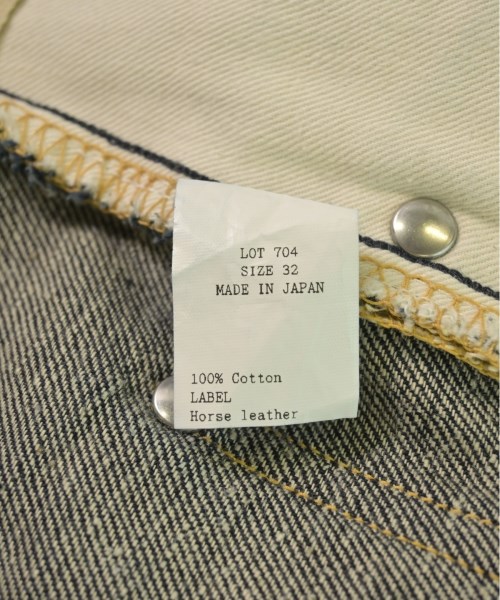 LOT 704
SIZE 32
MADE IN JAPAN
100% Cotton
LABEL
Horse leather